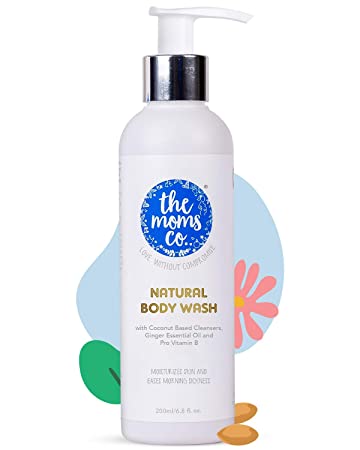 the
moms
co.
®
LOVE WITHOUT COMPROMISE
NATURAL
BODY WASH
with Coconut Based Cleansers,
Ginger Essential Oil and
Pro Vitamin B
MOISTURIZES SKIN AND
EASES MORNING SICKNESS
200ml/6.8 fl. oz.